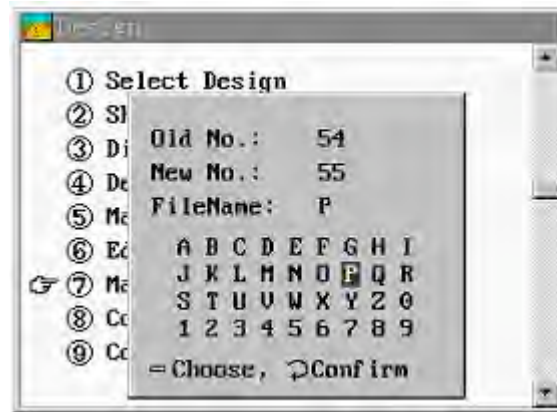 Design
① Select Design
② Sl
③ Di
④ De
⑤ Ma
⑥ Ed
⑦ Ma
⑧ Co
⑨ Co
Old No.: 54
New No.: 55
FileName: P
A B C D E F G H I
J K L M N O P Q R
S T U V W X Y Z 0
1 2 3 4 5 6 7 8 9
Choose, Confirm